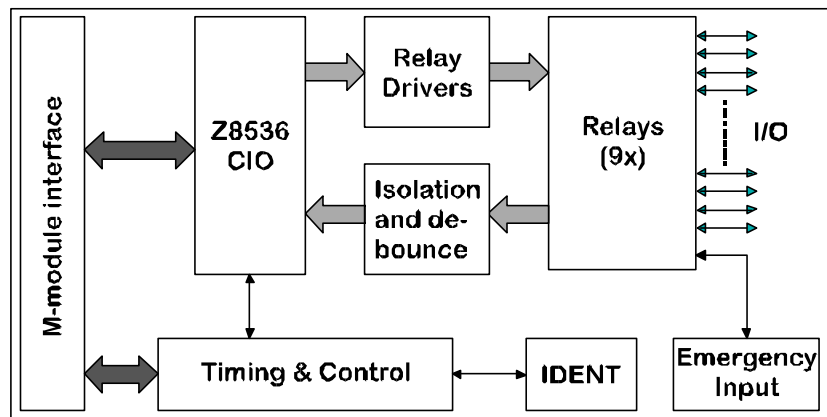 M-module interface
Z8536
CIO
Relay
Drivers
Isolation
and de-
bounce
Relays
(9x)
I/O
Timing & Control
IDENT
Emergency
Input